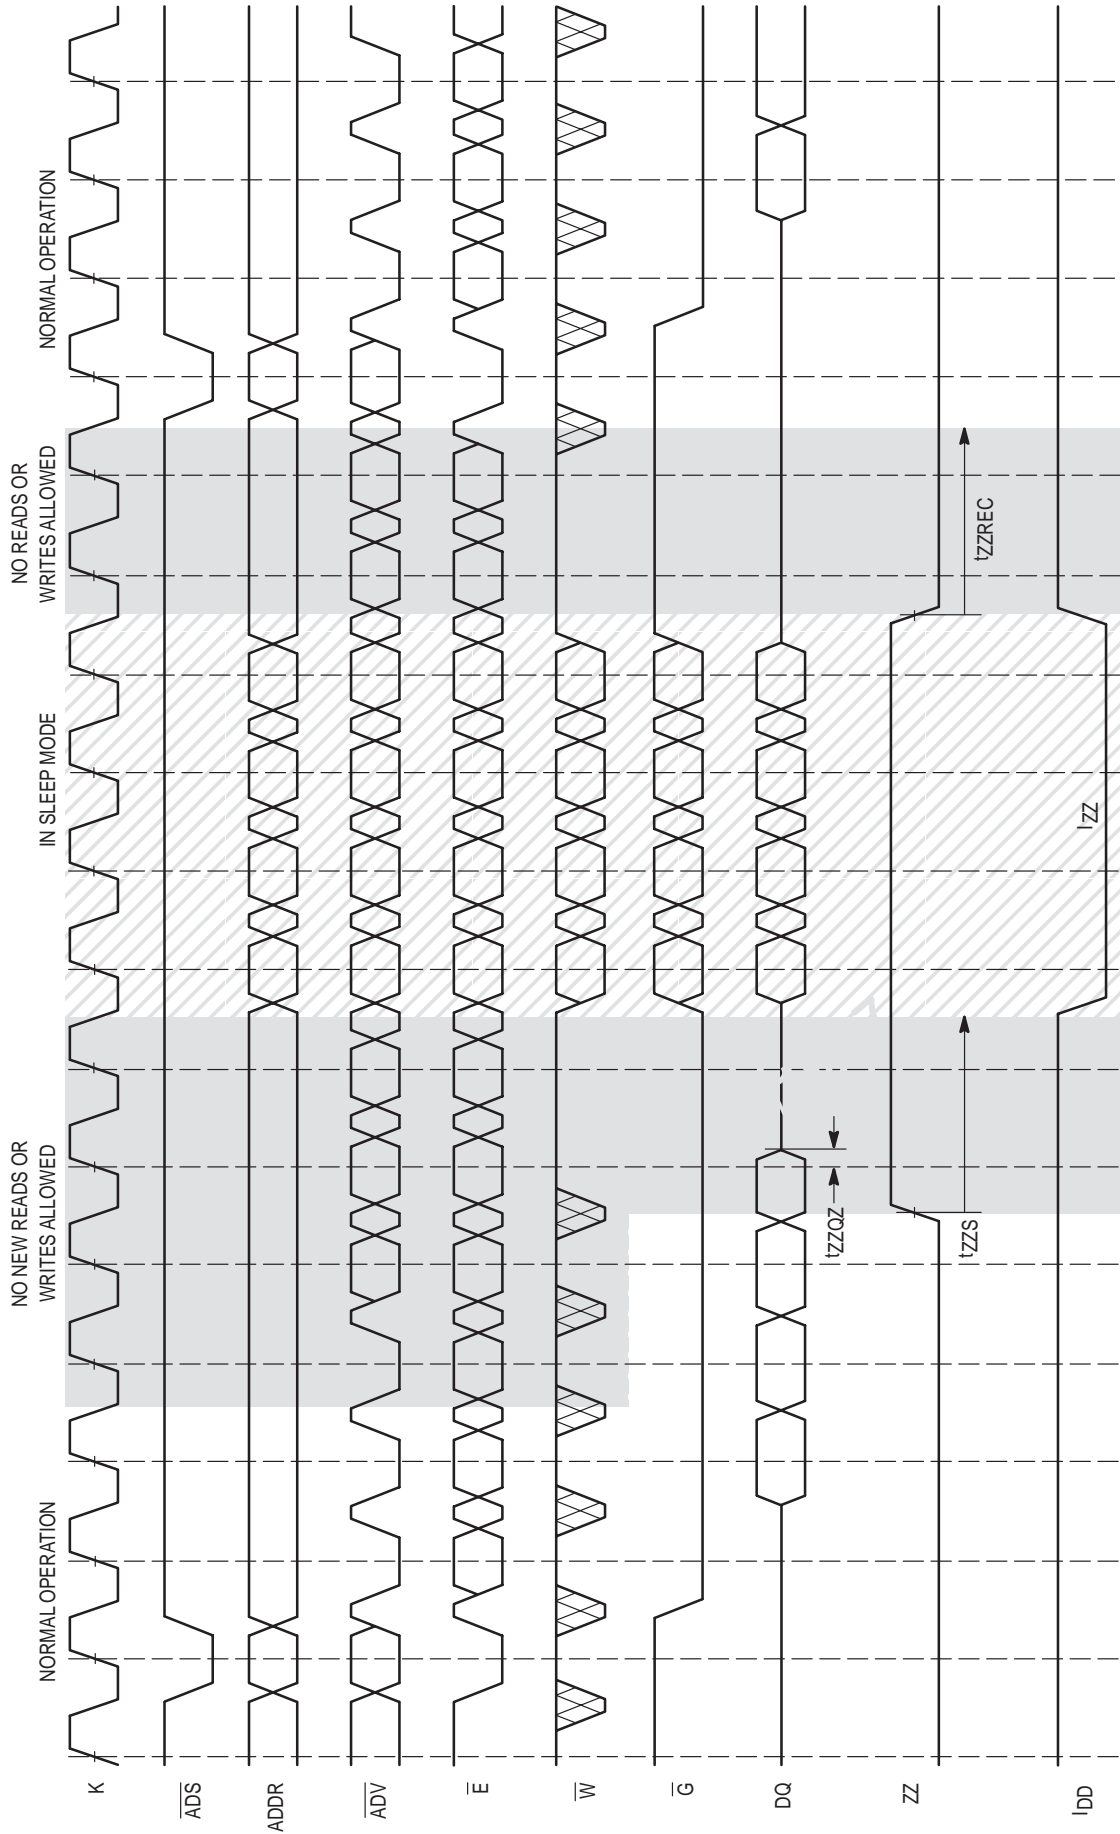 NORMAL OPERATION
NO NEW READS OR
WRITES ALLOWED
IN SLEEP MODE
NO READS OR
WRITES ALLOWED
NORMAL OPERATION
K
ADS
ADDR
ADV
E
W
G
DQ
tZZQZ
ZZ
tZZS
tZZREC
IDD
IZZ